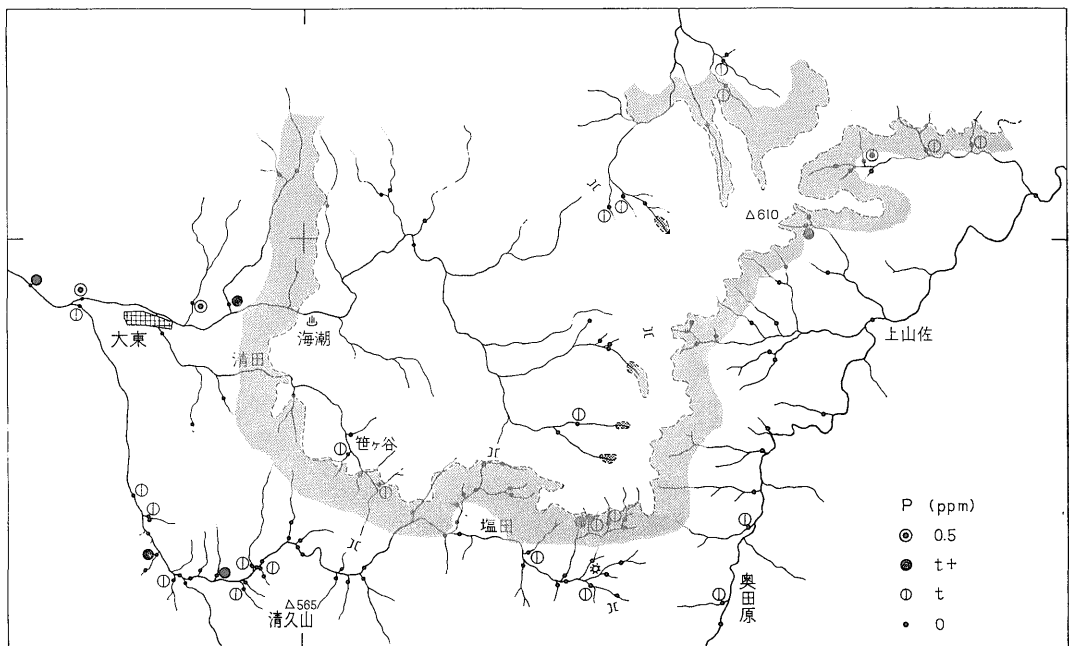 △610
大東
海潮
上山佐
清田
笹ヶ谷
塩田
奥田原
△565
清久山
P (ppm)
0.5
t+
t
0